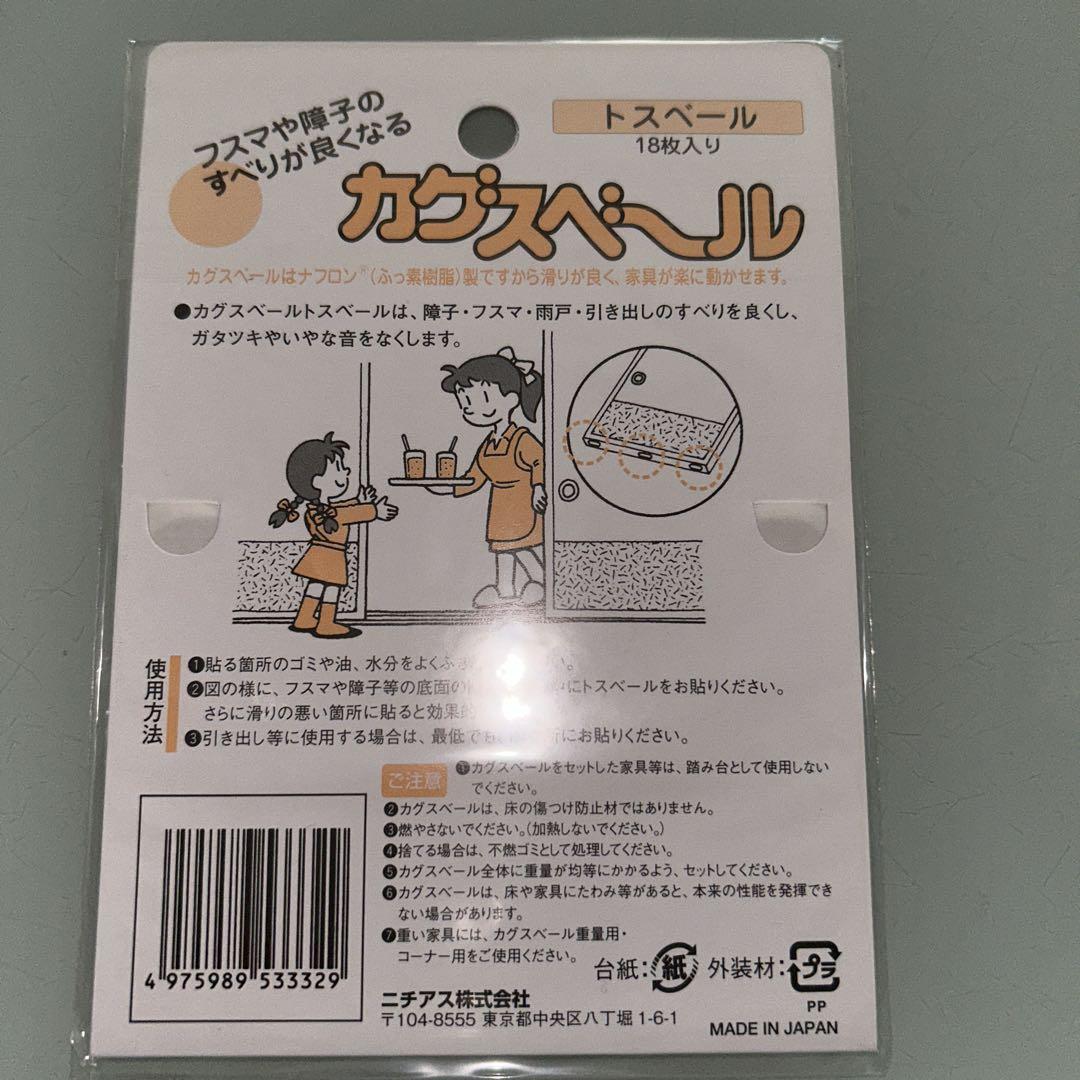 フスマや障子の
すべりが良くなる
トスベール
18枚入り
カグスベ〜ル
カグスベールはナフロン®(ふっ素樹脂)製ですから滑りが良く、家具が楽に動かせます。
●カグスベールトスベールは、障子・フスマ・雨戸・引き出しのすべりを良くし、
ガタツキやいやな音をなくします。
使用方法
❶貼る箇所のゴミや油、水分をよくふ
❷図の様に、フスマや障子等の底面の にトスベールをお貼りください。
さらに滑りの悪い箇所に貼ると効果的
❸引き出し等に使用する場合は、最低で 所にお貼りください。
ご注意
❶カグスベールをセットした家具等は、踏み台として使用しない
でください。
❷カグスベールは、床の傷つけ防止材ではありません。
❸燃やさないでください。(加熱しないでください。)
❹捨てる場合は、不燃ゴミとして処理してください。
❺カグスベール全体に重量が均等にかかるよう、セットしてください。
❻カグスベールは、床や家具にたわみ等があると、本来の性能を発揮でき
ない場合があります。
❼重い家具には、カグスベール重量用・
コーナー用をご使用ください。
台紙:紙 外装材:プラ
PP
4 975989 533329
ニチアス株式会社
〒104-8555 東京都中央区八丁堀1-6-1
MADE IN JAPAN